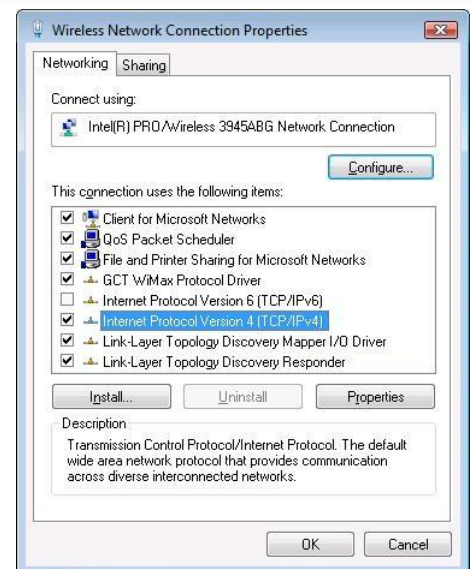 Wireless Network Connection Properties
Networking
Sharing
Connect using:
Intel(R) PRO/Wireless 3945ABG Network Connection
Configure...
This connection uses the following items:
Client for Microsoft Networks
QoS Packet Scheduler
File and Printer Sharing for Microsoft Networks
GCT WiMax Protocol Driver
Internet Protocol Version 6 (TCP/IPv6)
Internet Protocol Version 4 (TCP/IPv4)
Link-Layer Topology Discovery Mapper I/O Driver
Link-Layer Topology Discovery Responder
Install...
Uninstall
Properties
Description
Transmission Control Protocol/Internet Protocol. The default
wide area network protocol that provides communication
across diverse interconnected networks.
OK
Cancel